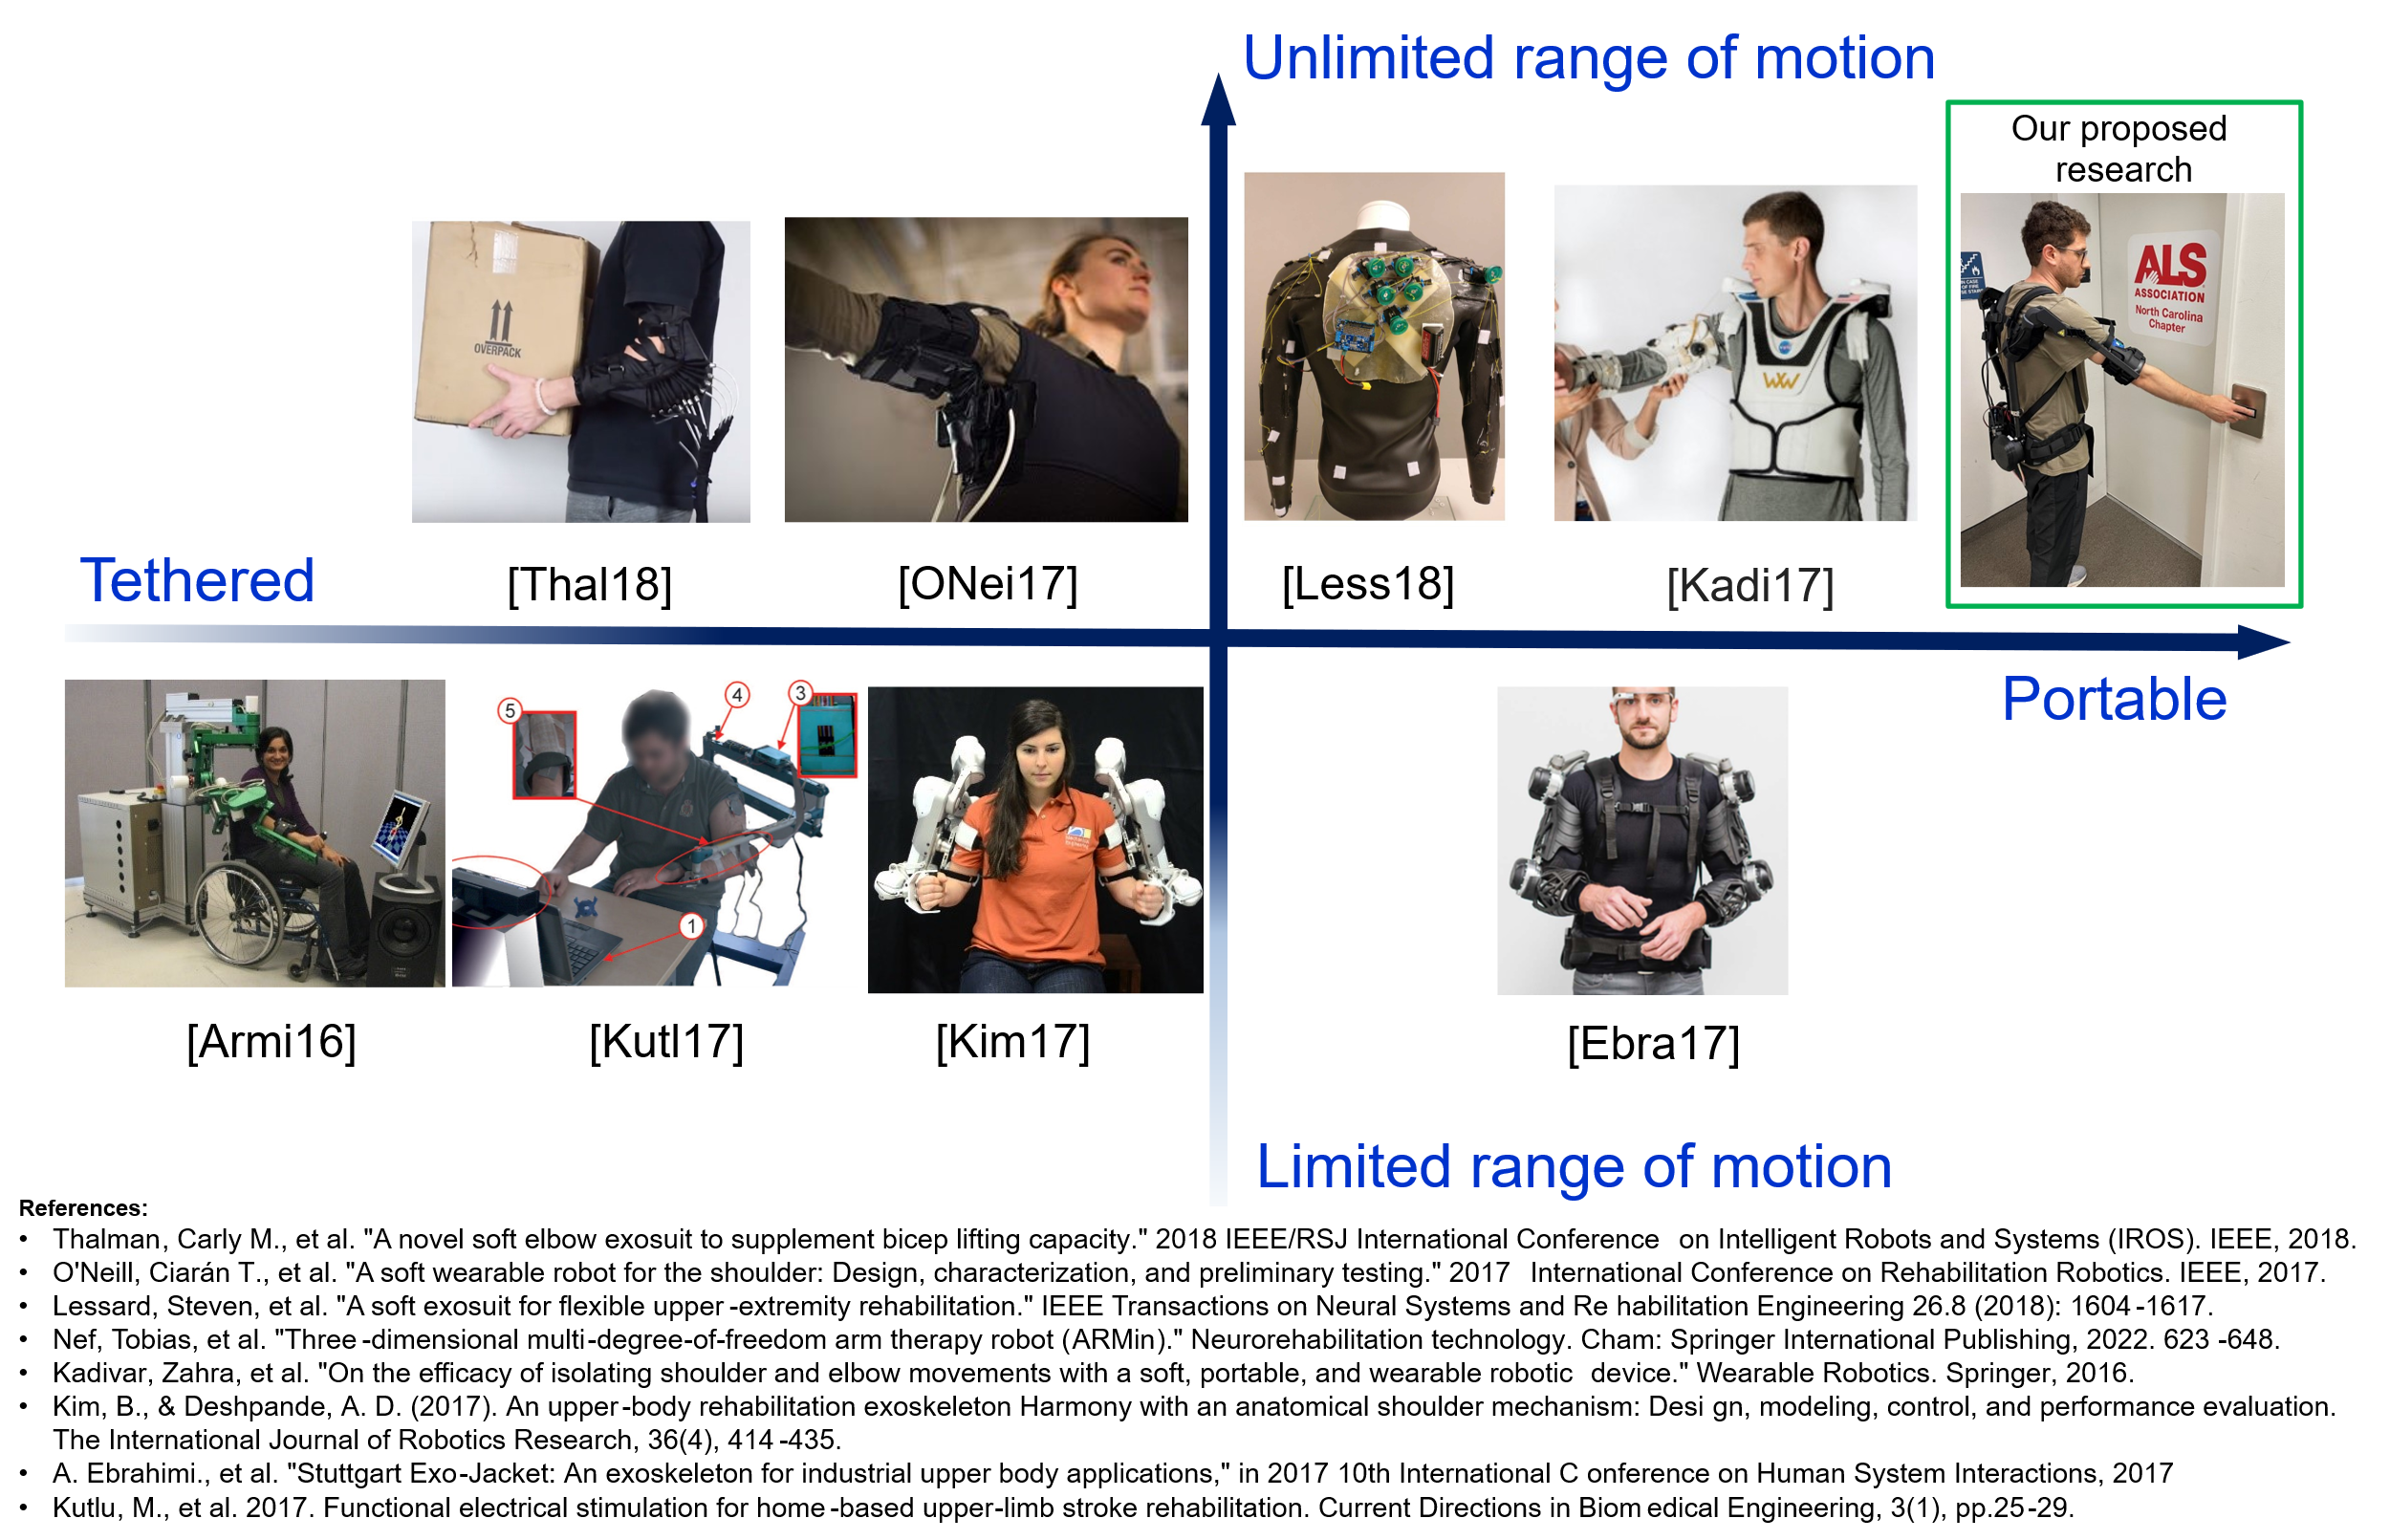 Unlimited range of motion
Our proposed
research
OVERPACK
ALS
ASSOCIATION
North Carolina
Chapter
WXW
Tethered
[Thal18]
[ONei17]
[Less18]
[Kadi17]
Portable
5
4
3
1
[Armi16]
[Kutl17]
[Kim17]
[Ebra17]
Limited range of motion
References:
• Thalman, Carly M., et al. "A novel soft elbow exosuit to supplement bicep lifting capacity." 2018 IEEE/RSJ International Conference on Intelligent Robots and Systems (IROS). IEEE, 2018.
• O'Neill, Ciarán T., et al. "A soft wearable robot for the shoulder: Design, characterization, and preliminary testing." 2017 International Conference on Rehabilitation Robotics. IEEE, 2017.
• Lessard, Steven, et al. "A soft exosuit for flexible upper-extremity rehabilitation." IEEE Transactions on Neural Systems and Re habilitation Engineering 26.8 (2018): 1604-1617.
• Nef, Tobias, et al. "Three-dimensional multi-degree-of-freedom arm therapy robot (ARMin)." Neurorehabilitation technology. Cham: Springer International Publishing, 2022. 623-648.
• Kadivar, Zahra, et al. "On the efficacy of isolating shoulder and elbow movements with a soft, portable, and wearable robotic device." Wearable Robotics. Springer, 2016.
• Kim, B., & Deshpande, A. D. (2017). An upper-body rehabilitation exoskeleton Harmony with an anatomical shoulder mechanism: Desi gn, modeling, control, and performance evaluation.
The International Journal of Robotics Research, 36(4), 414-435.
• A. Ebrahimi., et al. "Stuttgart Exo-Jacket: An exoskeleton for industrial upper body applications," in 2017 10th International C onference on Human System Interactions, 2017
• Kutlu, M., et al. 2017. Functional electrical stimulation for home-based upper-limb stroke rehabilitation. Current Directions in Biom edical Engineering, 3(1), pp.25-29.